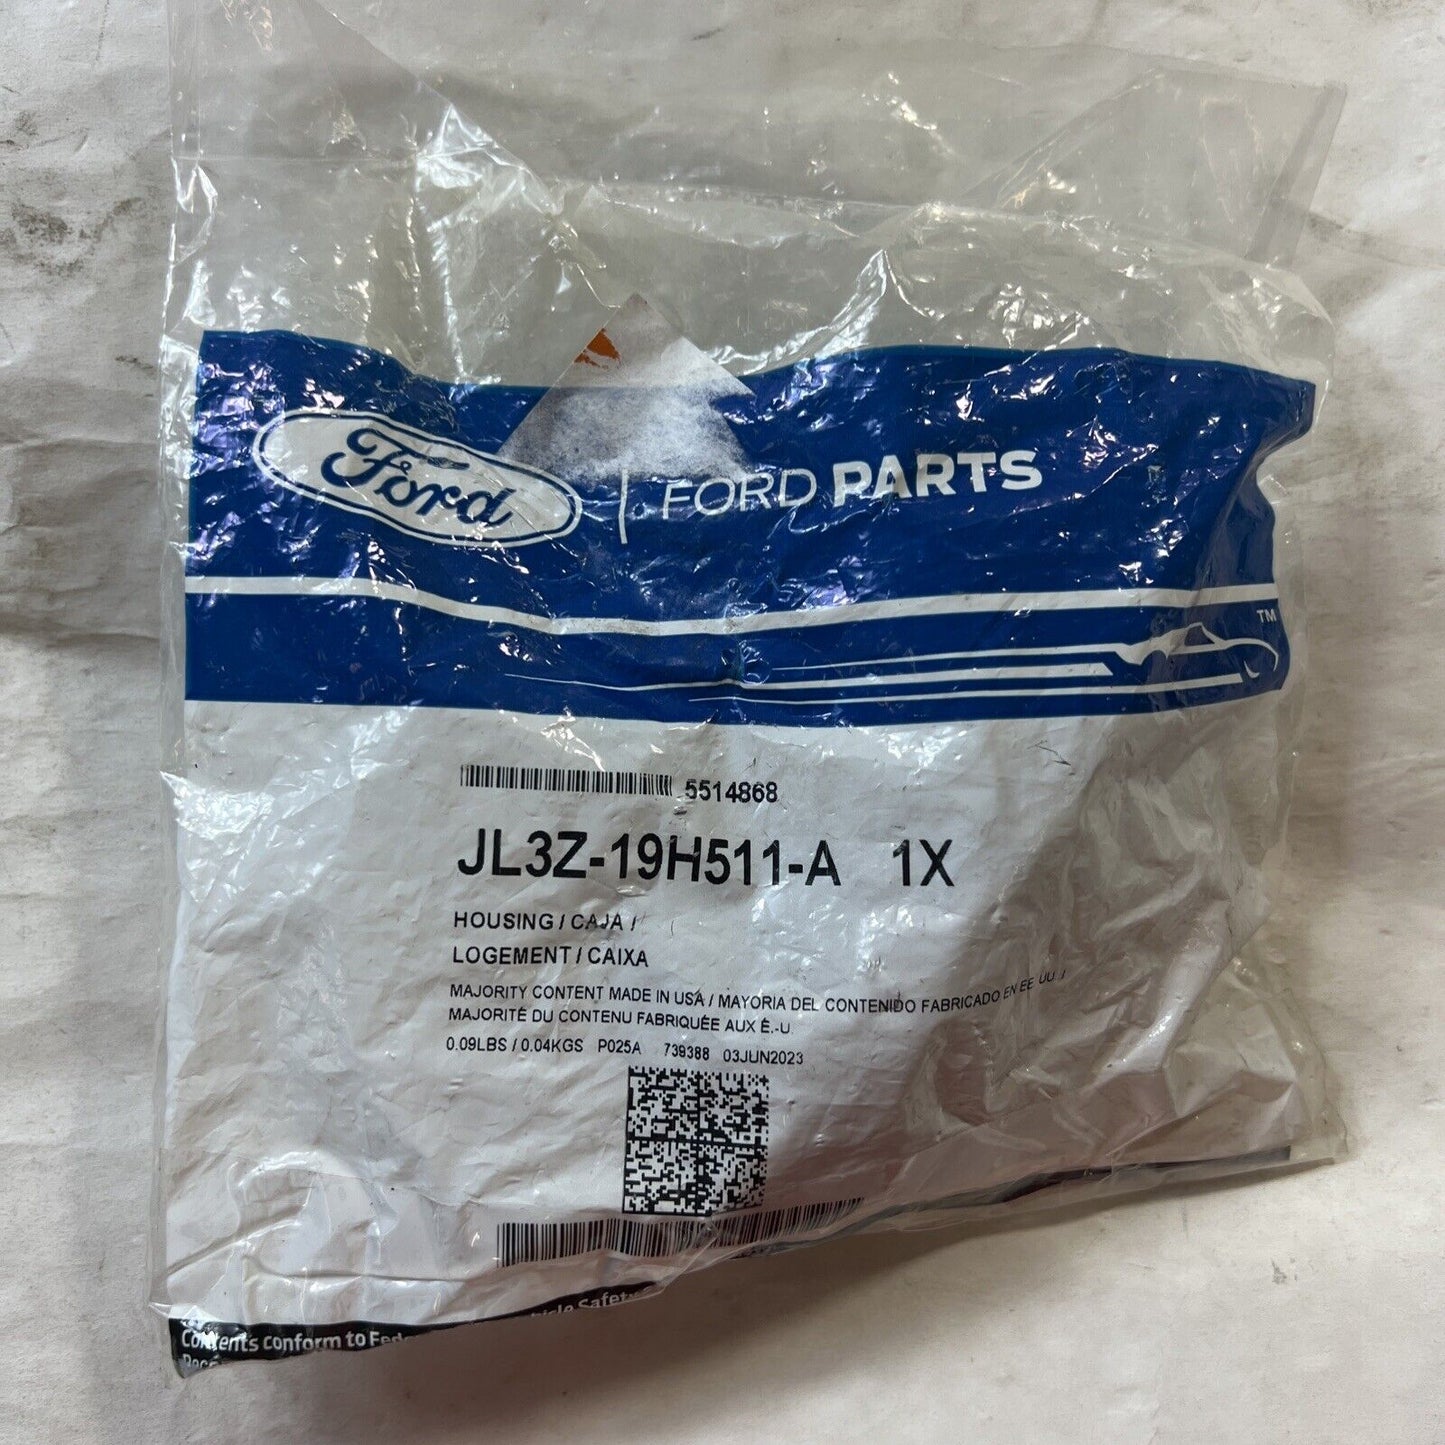 Ford | FORD PARTS
TM
5514868
JL3Z-19H511-A 1X
HOUSING / CAJA /
LOGEMENT / CAIXA
MAJORITY CONTENT MADE IN USA / MAYORIA DEL CONTENIDO FABRICADO EN EE UU. /
MAJORITÉ DU CONTENU FABRIQUÉE AUX É.-U.
0.09LBS / 0.04KGS P025A 739388 03JUN2023
Contents conform to Safety